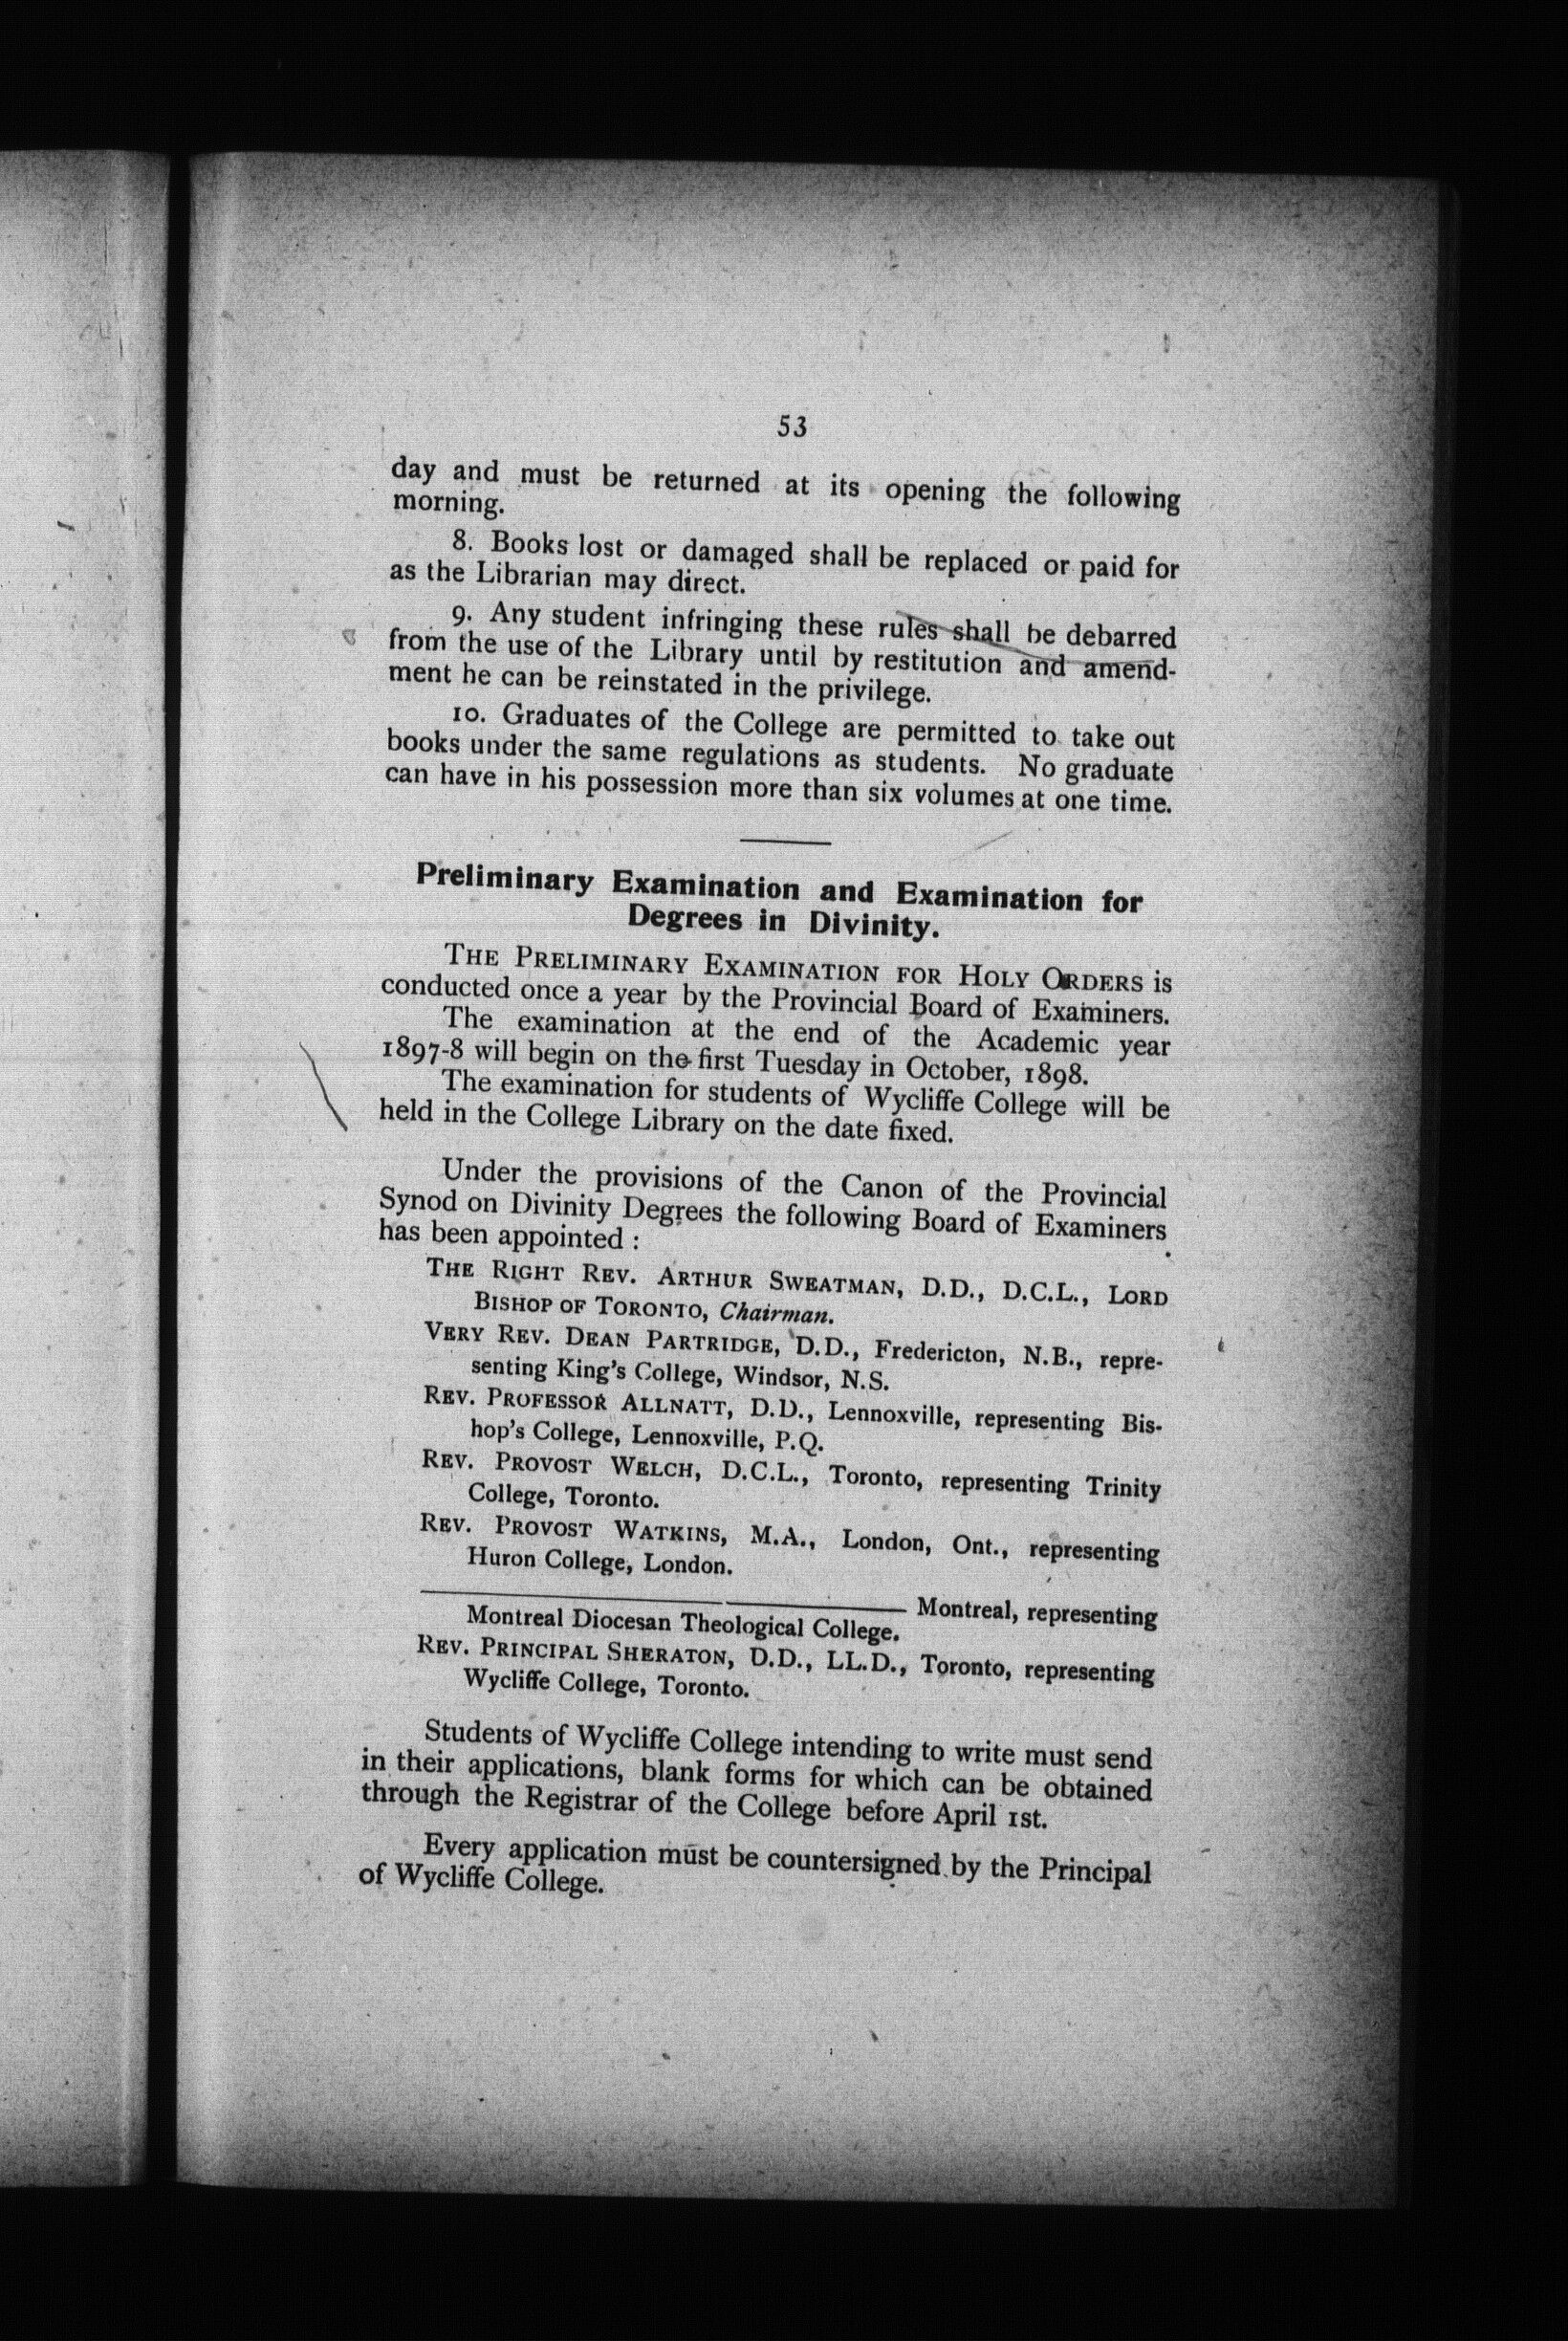 53
day and must be returned at its opening the following
morning.
8. Books lost or damaged shall be replaced or paid for
as the Librarian may direct.
9. Any student infringing these rules shall be debarred
from the use of the Library until by restitution and amend-
ment he can be reinstated in the privilege.
10. Graduates of the College are permitted to take out
books under the same regulations as students. No graduate
can have in his possession more than six volumes at one time.
Preliminary Examination and Examination for
Degrees in Divinity.
THE PRELIMINARY EXAMINATION FOR HOLY ORDERS is
conducted once a year by the Provincial Board of Examiners.
The examination at the end of the Academic year
1897-8 will begin on the first Tuesday in October, 1898.
The examination for students of Wycliffe College will be
held in the College Library on the date fixed.
Under the provisions of the Canon of the Provincial
Synod on Divinity Degrees the following Board of Examiners
has been appointed :
THE RIGHT REV. ARTHUR SWEATMAN, D.D., D.C.L., LORD
BISHOP OF TORONTO, Chairman.
VERY REV. DEAN PARTRIDGE, D.D., Fredericton, N.B., repre-
senting King's College, Windsor, N.S.
REV. PROFESSOR ALLNATT, D.D., Lennoxville, representing Bis-
hop's College, Lennoxville, P.Q.
REV. PROVOST WELCH, D.C.L., Toronto, representing Trinity
College, Toronto.
REV. PROVOST WATKINS, M.A., London, Ont., representing
Huron College, London.
Montreal, representing
Montreal Diocesan Theological College.
REV. PRINCIPAL SHERATON, D.D., LL.D., Toronto, representing
Wycliffe College, Toronto.
Students of Wycliffe College intending to write must send
in their applications, blank forms for which can be obtained
through the Registrar of the College before April 1st.
Every application must be countersigned by the Principal
of Wycliffe College.